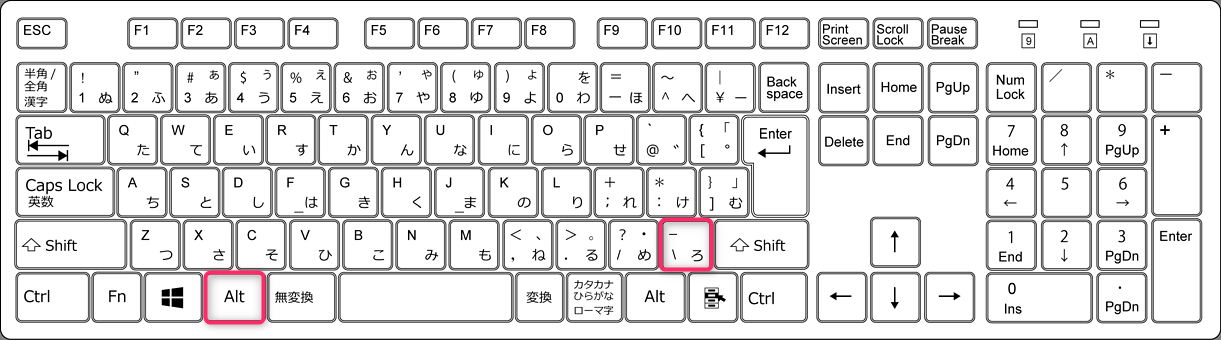 ESC F1 F2 F3 F4 F5 F6 F7 F8 F9 F10 F11 F12 Print Screen Scroll Lock Pause Break 9 A ⬇
半角/全角 漢字 ! 1 ぬ " 2 ふ # ぁ 3 あ $ ぅ 4 う % ぇ 5 え & ぉ 6 お ' ゃ 7 や ( ゅ 8 ゆ ) ょ 9 よ を 0 わ = ー ほ ～ ^ へ | ¥ ー Back space Insert Home PgUp Num Lock ／ ＊ －
Tab Q た W て E い R す T か Y ん U な I に O ら P せ ` @ ゛ { 「 [ ° Enter Delete End PgDn 7 Home 8 ↑ 9 PgUp +
Caps Lock 英数 A ち S と D し F _は G き H く J _ま K の L り + ; れ * : け } 」 ] む 4 ← 5 6 →
Shift Z つ X さ C そ V ひ B こ N み M も < 、 , ね > 。 . る ? ・ / め － \ ろ Shift ↑ 1 End 2 ↓ 3 PgDn Enter
Ctrl Fn Alt 無変換 変換 カタカナ ひらがな ローマ字 Alt Ctrl ← ↓ → 0 Ins . PgDn